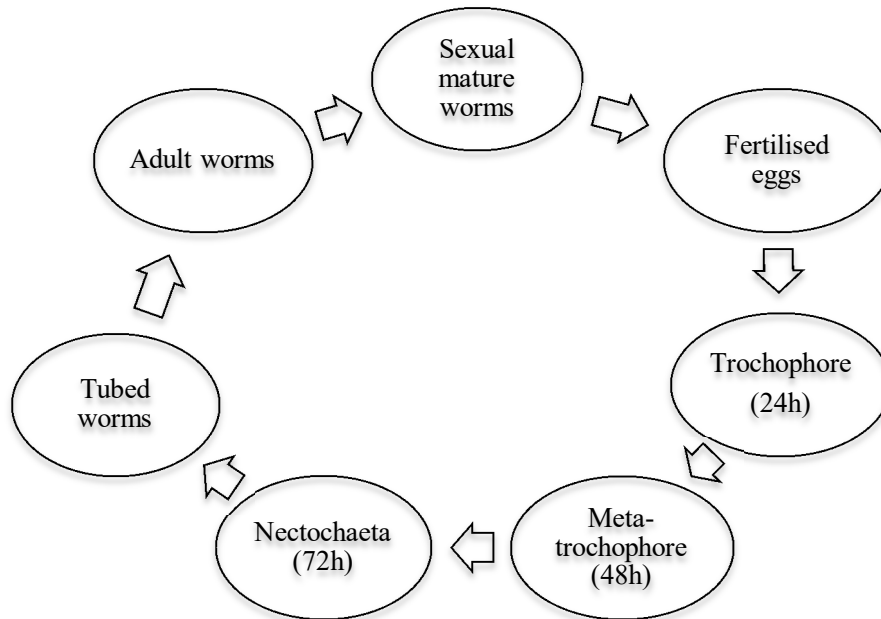 Sexual
mature
worms
Fertilised
eggs
Trochophore
(24h)
Meta-
trochophore
(48h)
Nectochaeta
(72h)
Tubed
worms
Adult worms